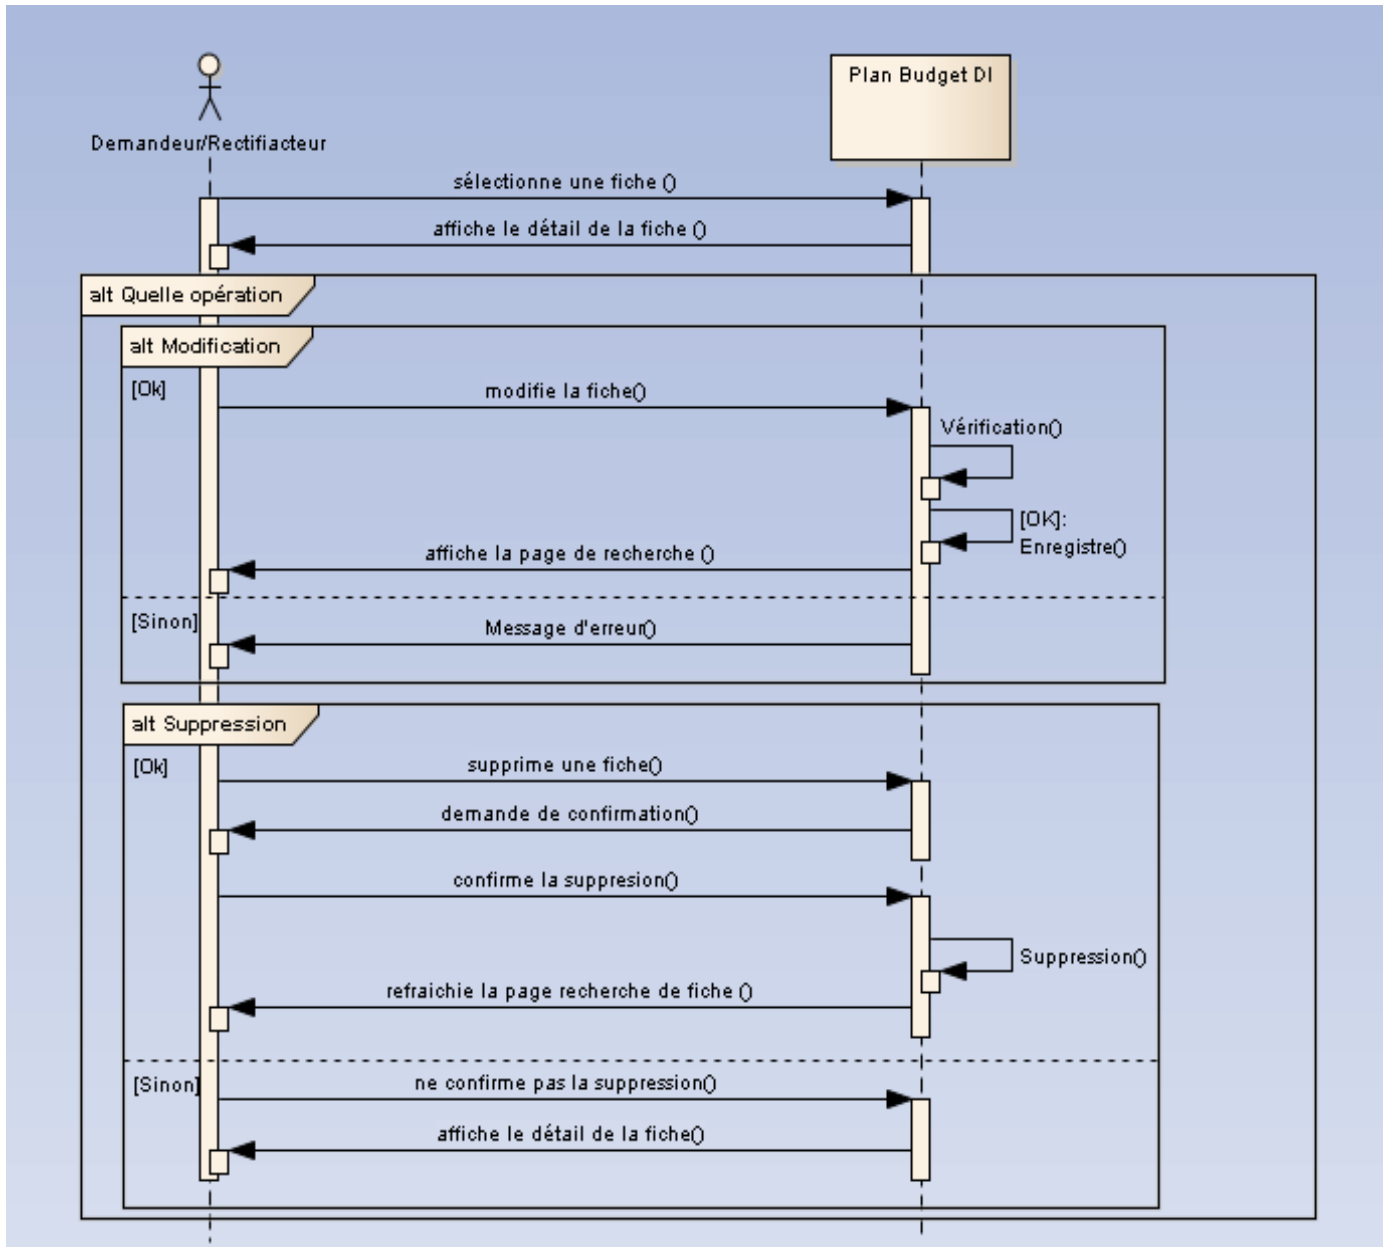 Plan Budget DI
Demandeur/Rectifiacteur
sélectionne une fiche ()
affiche le détail de la fiche ()
alt Quelle opération
alt Modification
[Ok]
modifie la fiche()
Vérification()
[OK]:
Enregistre()
affiche la page de recherche ()
[Sinon]
Message d'erreur()
alt Suppression
[Ok]
supprime une fiche()
demande de confirmation()
confirme la suppresion()
Suppression()
refraichie la page recherche de fiche ()
[Sinon]
ne confirme pas la suppression()
affiche le détail de la fiche()